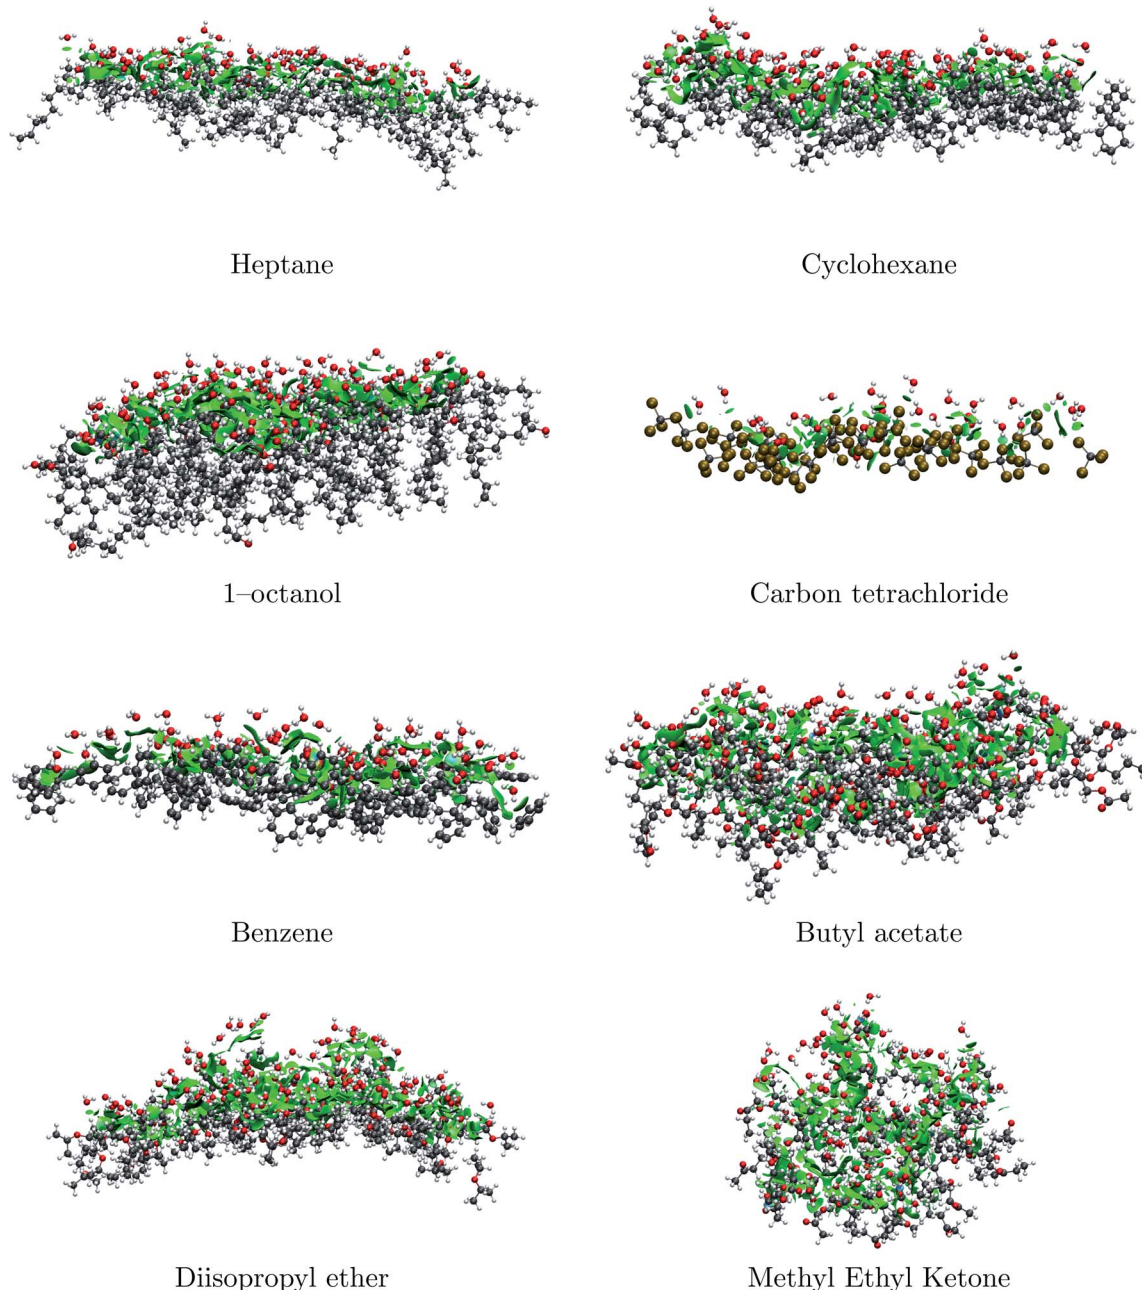 Heptane
Cyclohexane
1–octanol
Carbon tetrachloride
Benzene
Butyl acetate
Diisopropyl ether
Methyl Ethyl Ketone